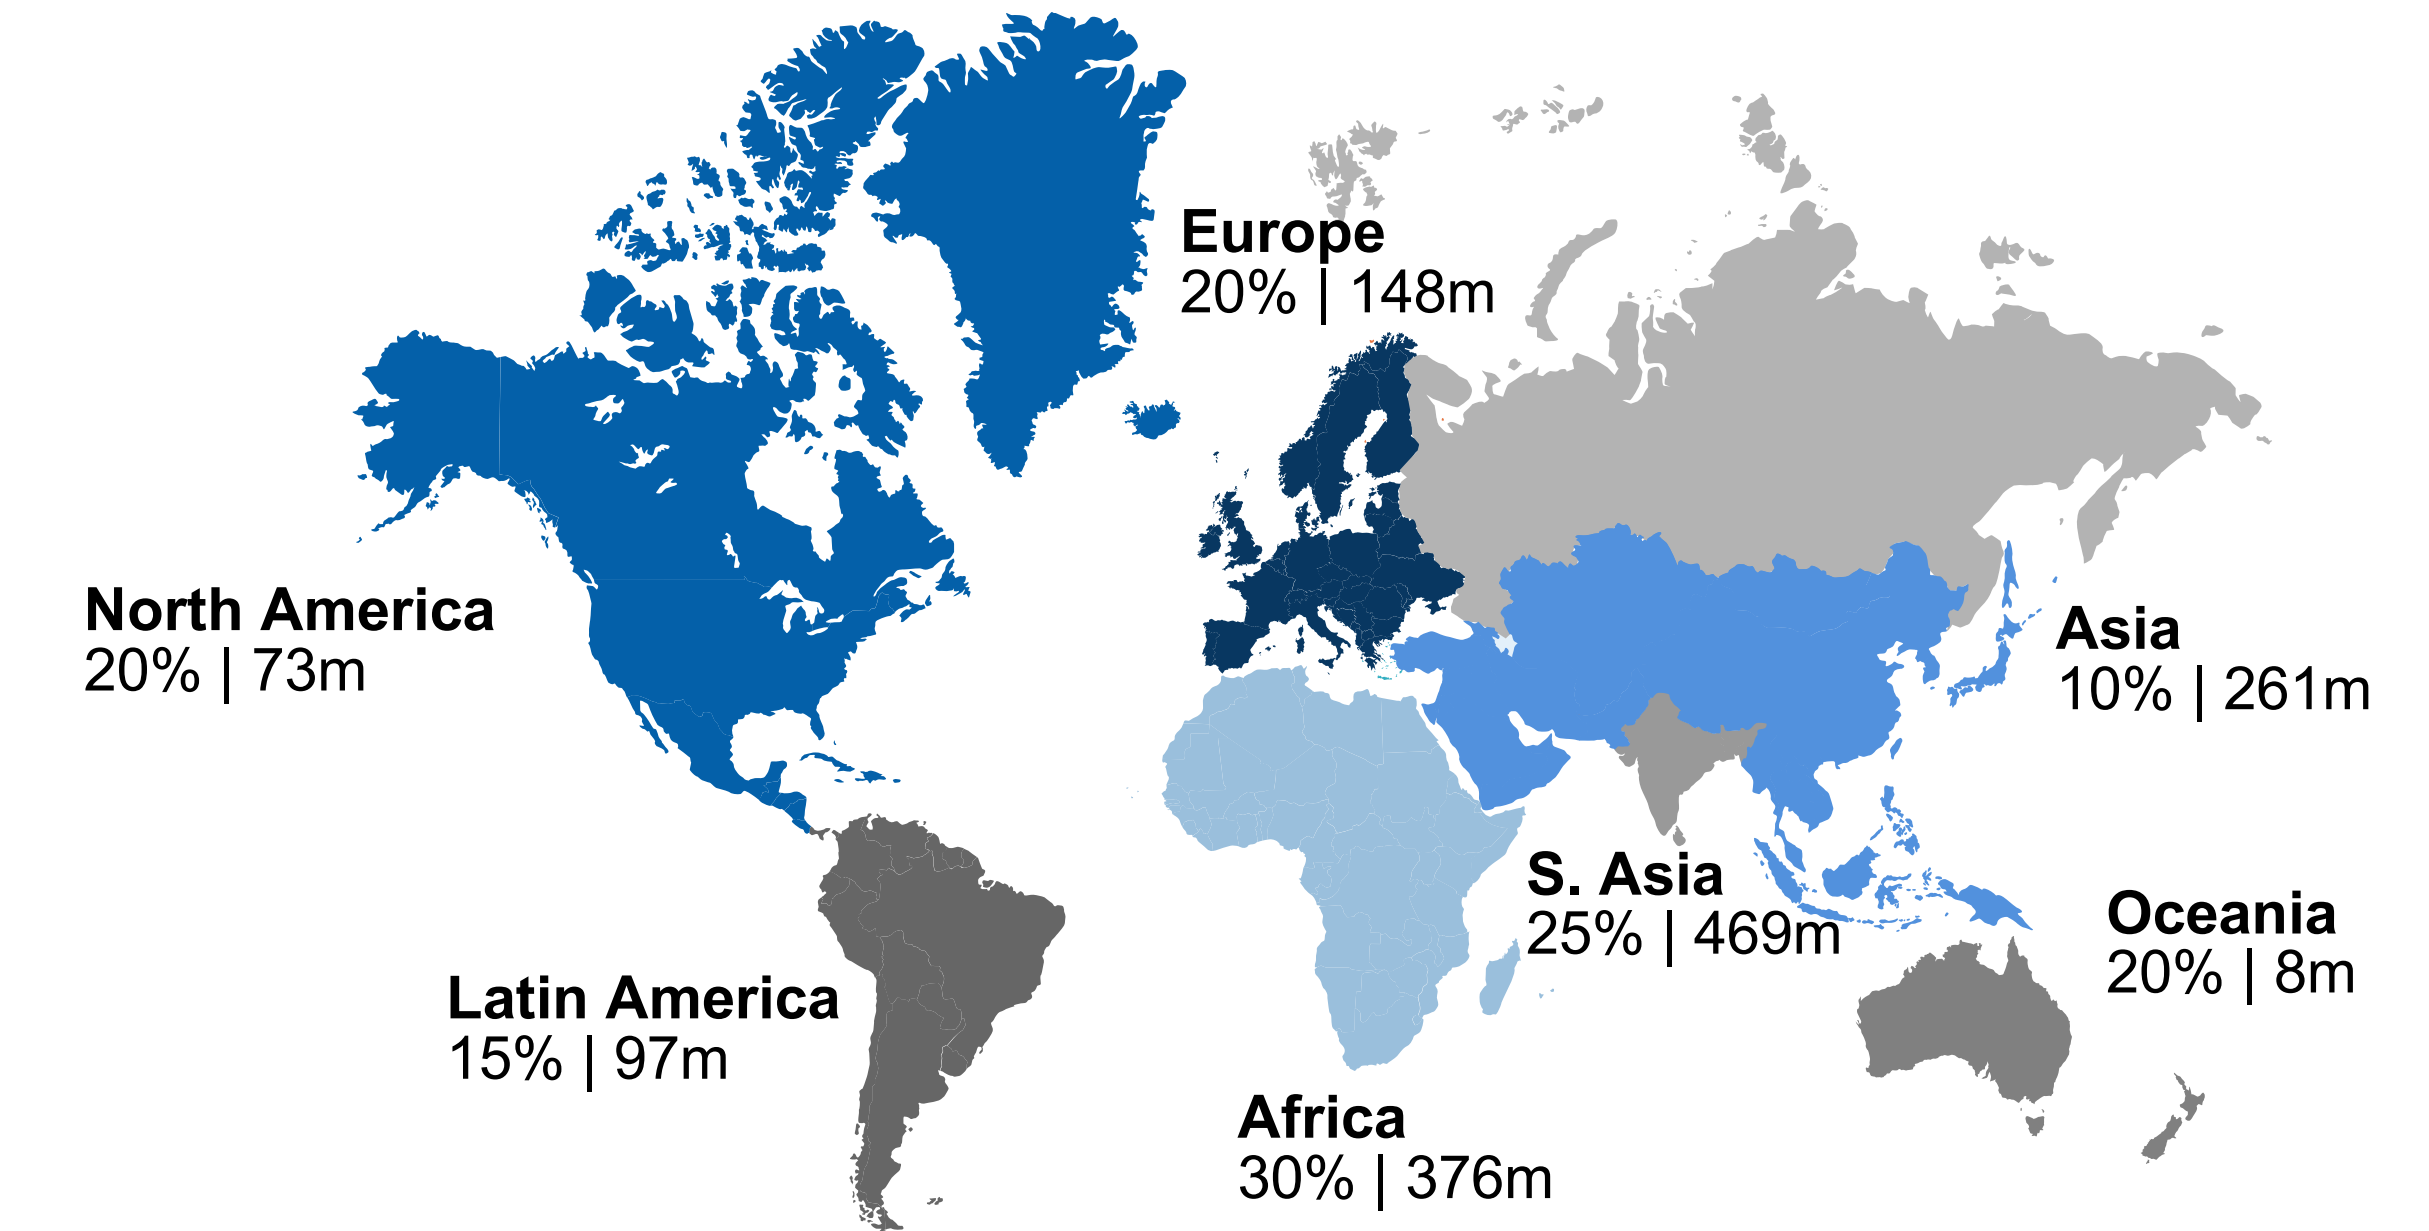 Europe
20% | 148m
North America
20% | 73m
Asia
10% | 261m
S. Asia
25% | 469m
Oceania
20% | 8m
Latin America
15% | 97m
Africa
30% | 376m